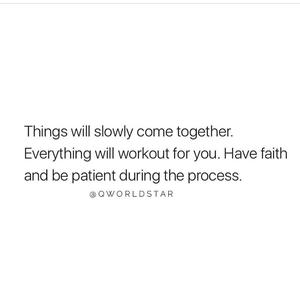 Things will slowly come together.
Everything will workout for you. Have faith
and be patient during the process.
@QWORLDSTAR